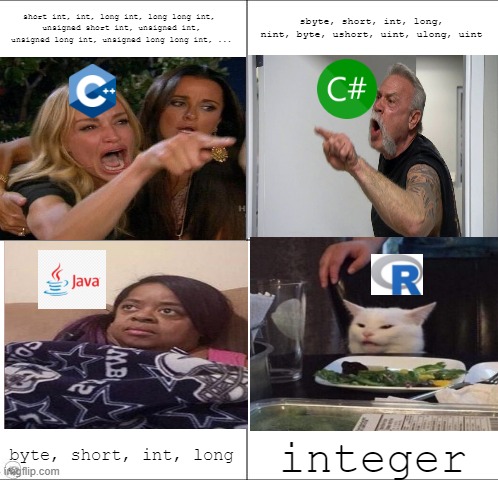 short int, int, long int, long long int,
unsigned short int, unsigned int,
unsigned long int, unsigned long long int, ...
sbyte, short, int, long,
nint, byte, ushort, uint, ulong, uint
C++
C#
Java
R
byte, short, int, long
integer
imgflip.com